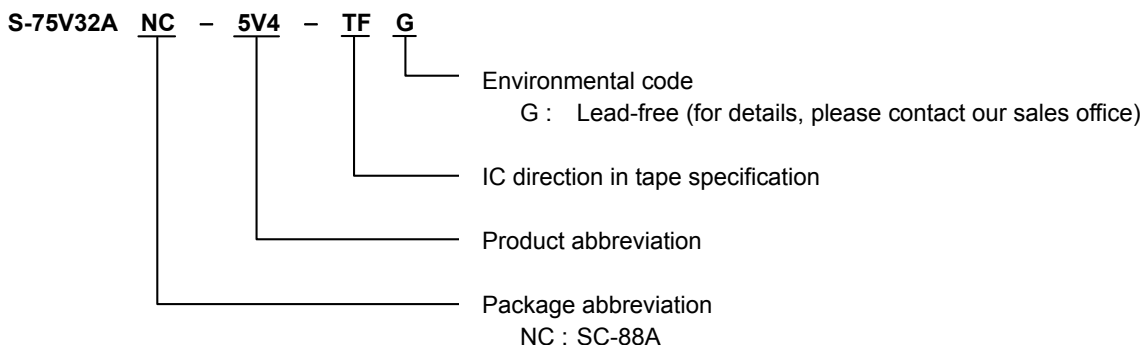 S-75V32A NC – 5V4 – TF G
Environmental code
G : Lead-free (for details, please contact our sales office)
IC direction in tape specification
Product abbreviation
Package abbreviation
NC : SC-88A